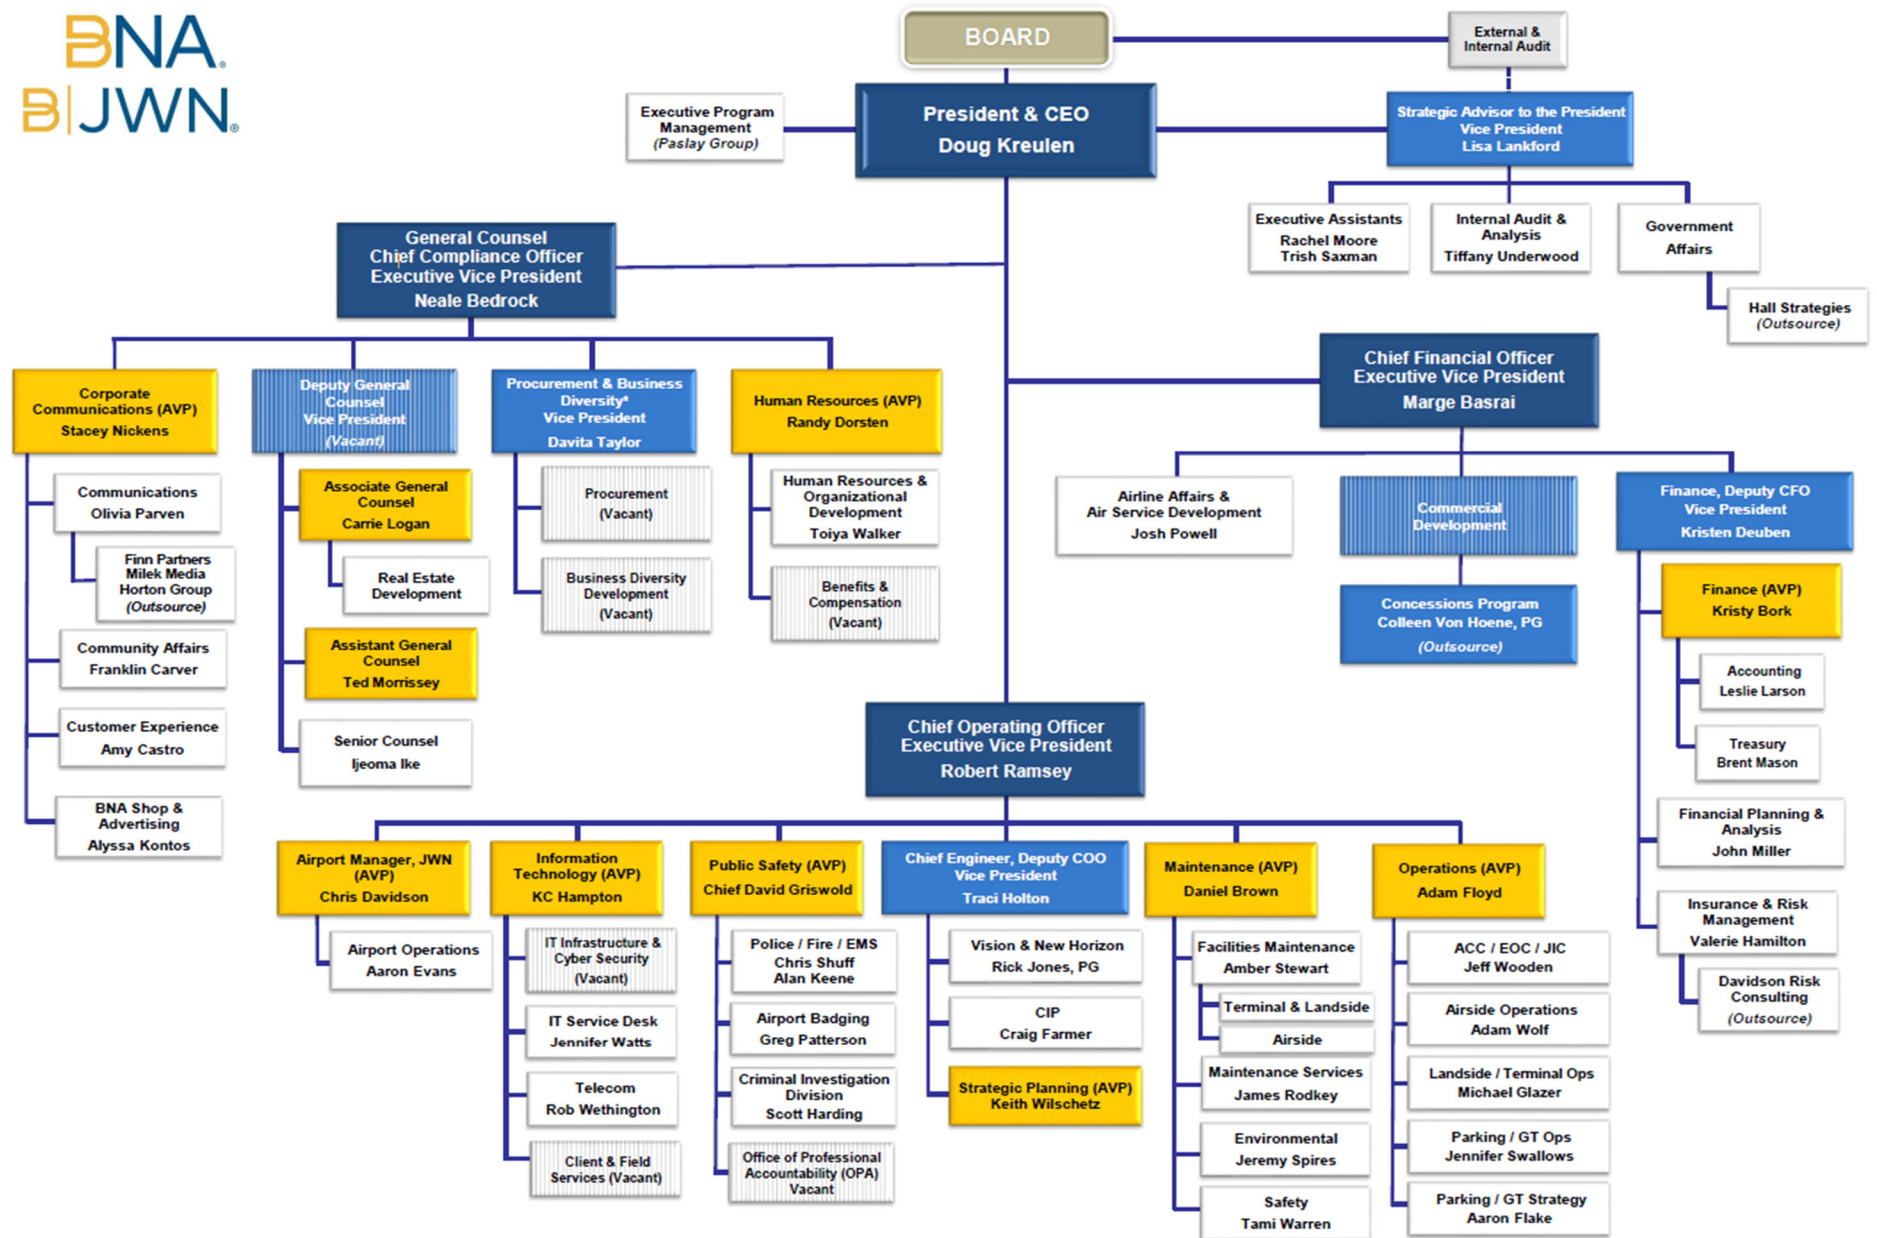 BNA®
B|JWN®
BOARD
External &
Internal Audit
Executive Program
Management
(Paslay Group)
President & CEO
Doug Kreulen
Strategic Advisor to the President
Vice President
Lisa Lankford
Executive Assistants
Rachel Moore
Trish Saxman
Internal Audit &
Analysis
Tiffany Underwood
Government
Affairs
Hall Strategies
(Outsource)
General Counsel
Chief Compliance Officer
Executive Vice President
Neale Bedrock
Chief Financial Officer
Executive Vice President
Marge Basrai
Corporate
Communications (AVP)
Stacey Nickens
Communications
Olivia Parven
Finn Partners
Milek Media
Horton Group
(Outsource)
Community Affairs
Franklin Carver
Customer Experience
Amy Castro
BNA Shop &
Advertising
Alyssa Kontos
Deputy General
Counsel
Vice President
(Vacant)
Associate General
Counsel
Carrie Logan
Real Estate
Development
Assistant General
Counsel
Ted Morrissey
Senior Counsel
Ijeoma Ike
Procurement & Business
Diversity*
Vice President
Davita Taylor
Procurement
(Vacant)
Business Diversity
Development
(Vacant)
Human Resources (AVP)
Randy Dorsten
Human Resources &
Organizational
Development
Toiya Walker
Benefits &
Compensation
(Vacant)
Airline Affairs &
Air Service Development
Josh Powell
Commercial
Development
Concessions Program
Colleen Von Hoene, PG
(Outsource)
Finance, Deputy CFO
Vice President
Kristen Deuben
Finance (AVP)
Kristy Bork
Accounting
Leslie Larson
Treasury
Brent Mason
Financial Planning &
Analysis
John Miller
Insurance & Risk
Management
Valerie Hamilton
Davidson Risk
Consulting
(Outsource)
Chief Operating Officer
Executive Vice President
Robert Ramsey
Airport Manager, JWN
(AVP)
Chris Davidson
Airport Operations
Aaron Evans
Information
Technology (AVP)
KC Hampton
IT Infrastructure &
Cyber Security
(Vacant)
IT Service Desk
Jennifer Watts
Telecom
Rob Wethington
Client & Field
Services (Vacant)
Public Safety (AVP)
Chief David Griswold
Police / Fire / EMS
Chris Shuff
Alan Keene
Airport Badging
Greg Patterson
Criminal Investigation
Division
Scott Harding
Office of Professional
Accountability (OPA)
Vacant
Chief Engineer, Deputy COO
Vice President
Traci Holton
Vision & New Horizon
Rick Jones, PG
CIP
Craig Farmer
Strategic Planning (AVP)
Keith Wilschetz
Maintenance (AVP)
Daniel Brown
Facilities Maintenance
Amber Stewart
Terminal & Landside
Airside
Maintenance Services
James Rodkey
Environmental
Jeremy Spires
Safety
Tami Warren
Operations (AVP)
Adam Floyd
ACC / EOC / JIC
Jeff Wooden
Airside Operations
Adam Wolf
Landside / Terminal Ops
Michael Glazer
Parking / GT Ops
Jennifer Swallows
Parking / GT Strategy
Aaron Flake